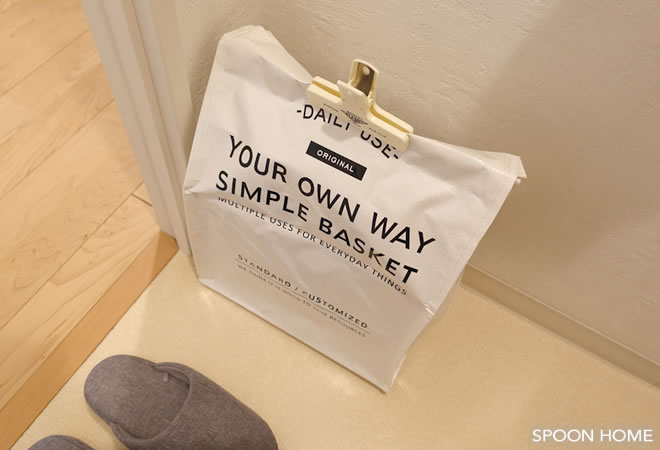 -DAILY USE-
ORIGINAL
YOUR OWN WAY
SIMPLE BASKET
MULTIPLE USES FOR EVERYDAY THINGS
STANDARD / CUSTOMIZED
SPOON HOME